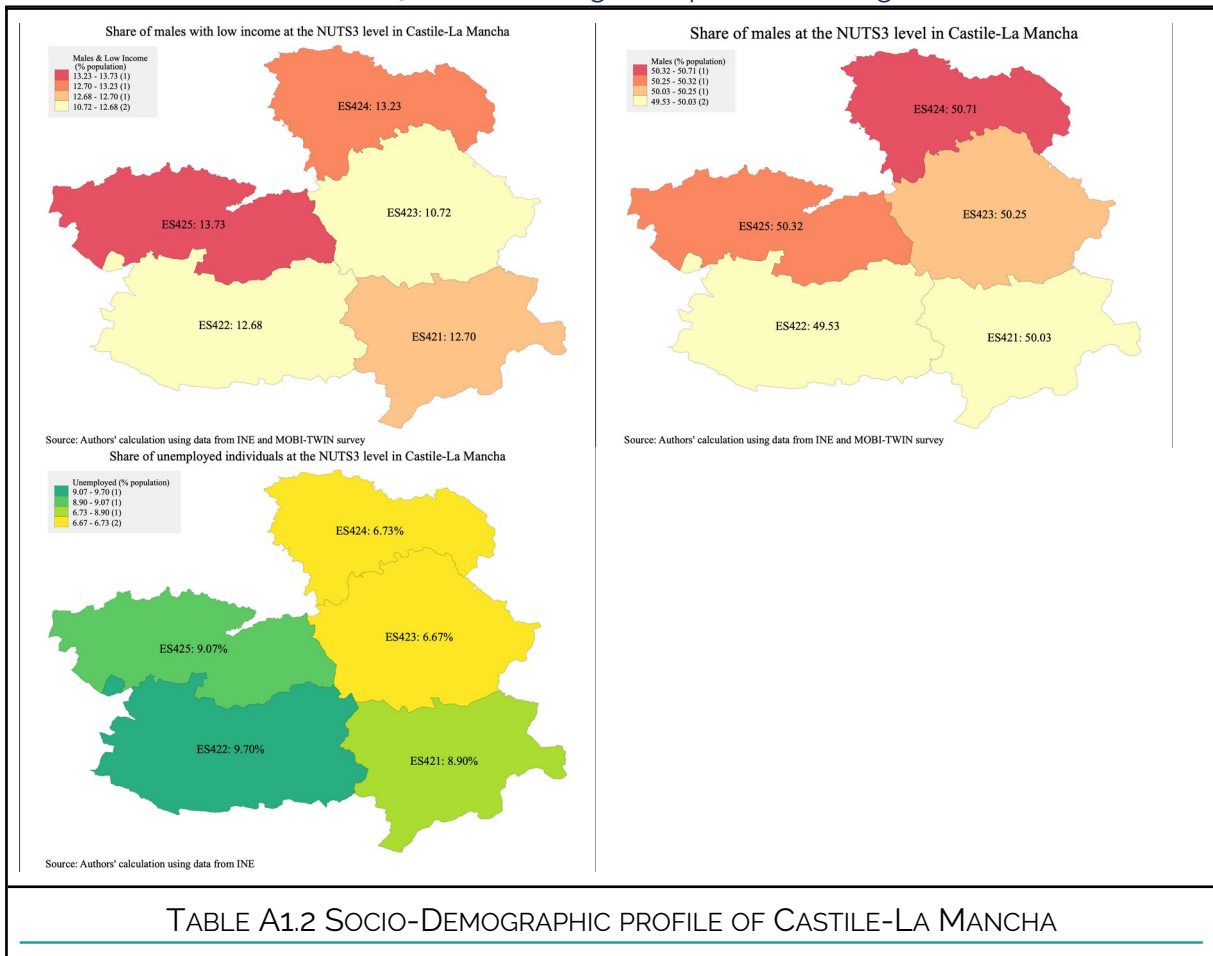 Share of males with low income at the NUTS3 level in Castile-La Mancha
Males & Low Income
(% population)
13.23 - 13.73 (1)
12.70 - 13.23 (1)
12.68 - 12.70 (1)
10.72 - 12.68 (2)
ES424: 13.23
ES423: 10.72
ES425: 13.73
ES422: 12.68
ES421: 12.70
Source: Authors' calculation using data from INE and MOBI-TWIN survey
Share of males at the NUTS3 level in Castile-La Mancha
Males (% population)
50.32 - 50.71 (1)
50.25 - 50.32 (1)
50.03 - 50.25 (1)
49.53 - 50.03 (2)
ES424: 50.71
ES423: 50.25
ES425: 50.32
ES422: 49.53
ES421: 50.03
Source: Authors' calculation using data from INE and MOBI-TWIN survey
Share of unemployed individuals at the NUTS3 level in Castile-La Mancha
Unemployed (% population)
9.07 - 9.70 (1)
8.90 - 9.07 (1)
6.73 - 8.90 (1)
6.67 - 6.73 (2)
ES424: 6.73%
ES423: 6.67%
ES425: 9.07%
ES422: 9.70%
ES421: 8.90%
Source: Authors' calculation using data from INE
TABLE A1.2 SOCIO-DEMOGRAPHIC PROFILE OF CASTILE-LA MANCHA